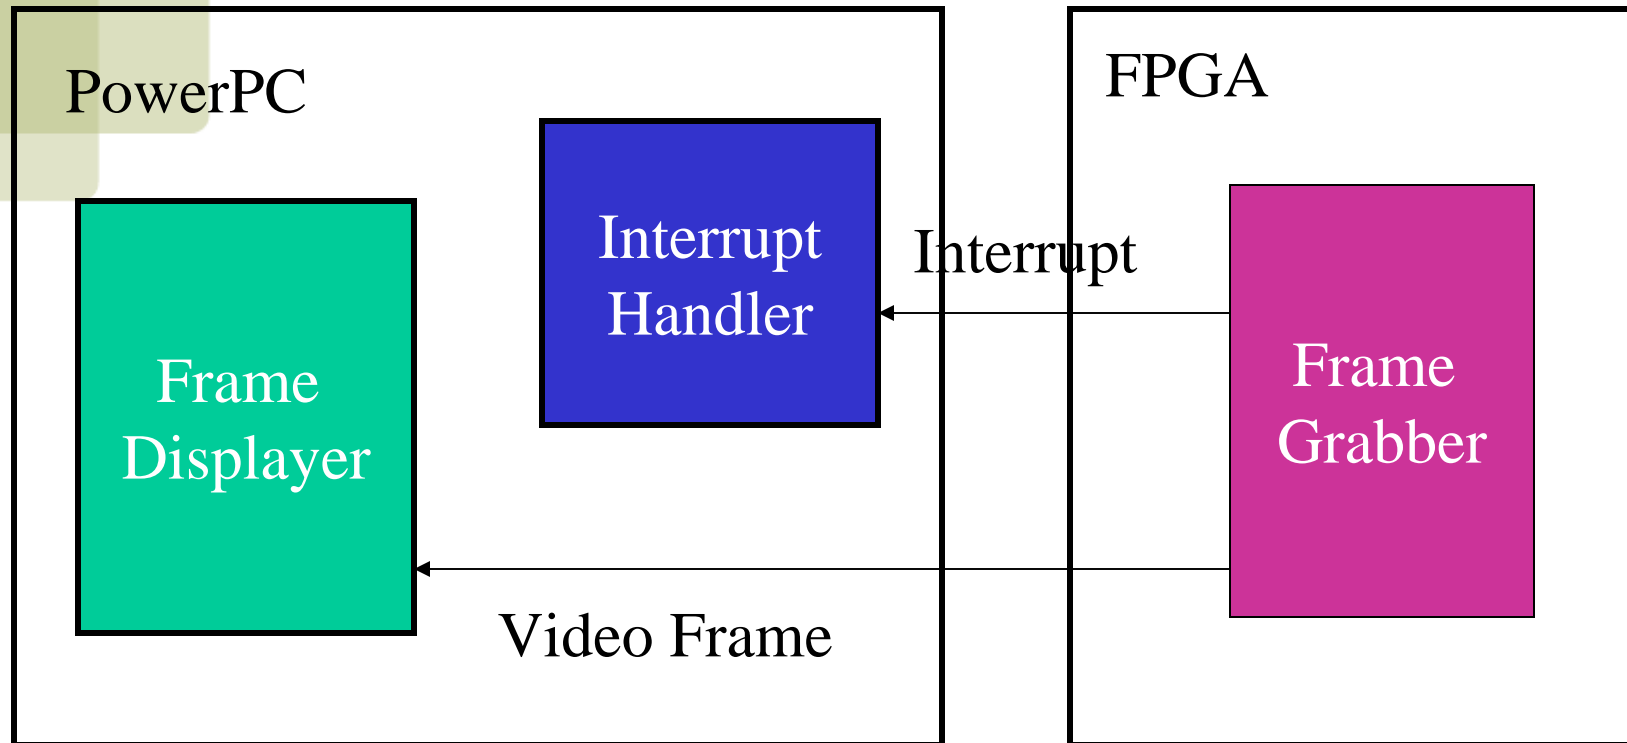 PowerPC
FPGA
Interrupt
Handler
Interrupt
Frame
Displayer
Frame
Grabber
Video Frame